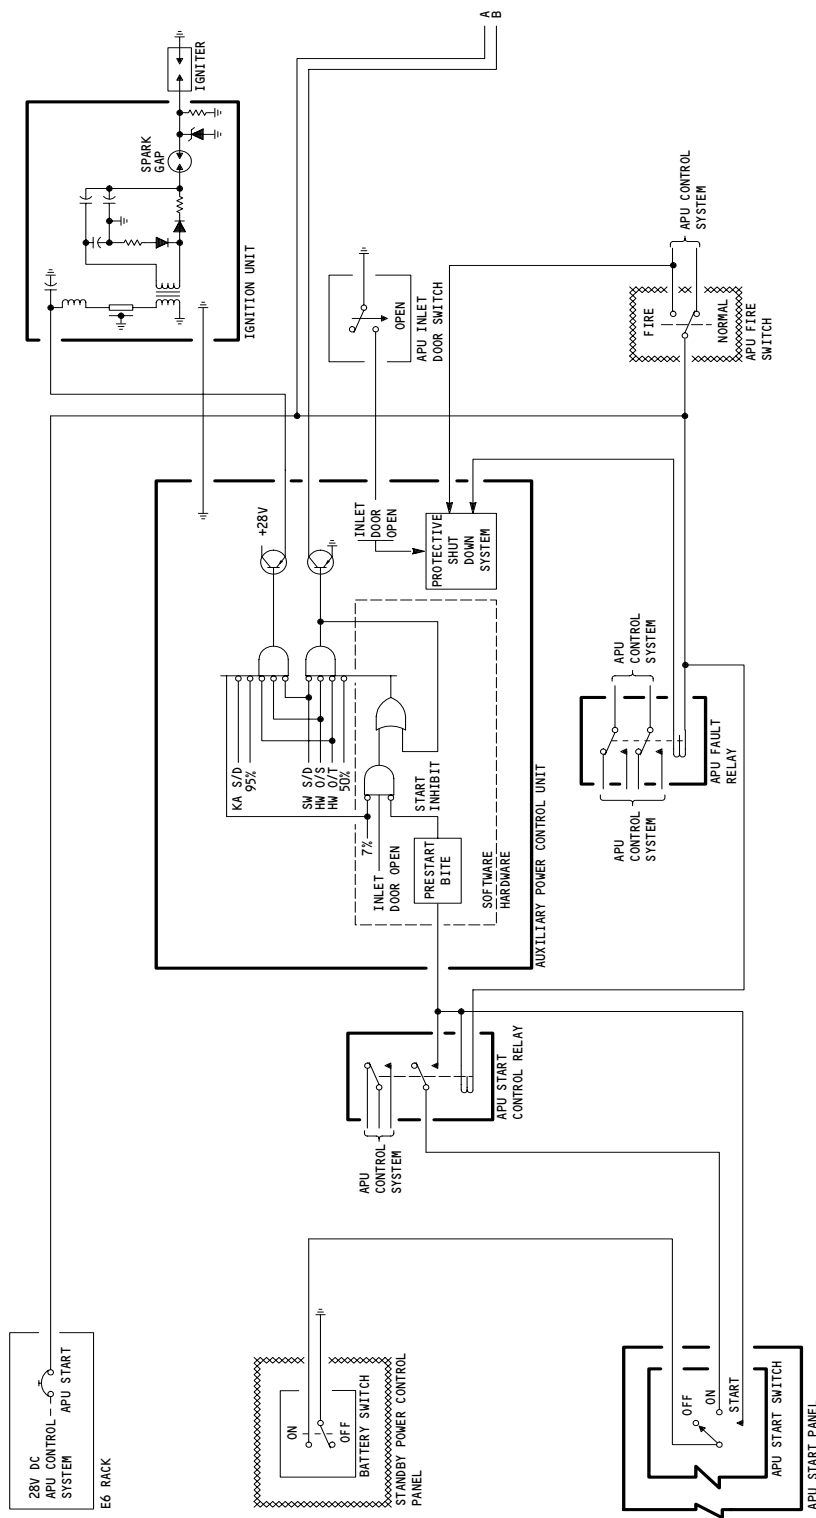 28V DC
APU CONTROL
SYSTEM
APU START
E6 RACK
ON
OFF
BATTERY SWITCH
STANDBY POWER CONTROL
PANEL
OFF
ON
START
APU START SWITCH
APU START PANEL
APU
CONTROL
SYSTEM
APU START
CONTROL RELAY
KA S/D
95%
SW S/D
HW O/S
HW O/T
50%
7%
INLET
DOOR OPEN
START
INHIBIT
PRESTART
BITE
SOFTWARE
HARDWARE
+28V
INLET
DOOR
OPEN
PROTECTIVE
SHUT
DOWN
SYSTEM
AUXILIARY POWER CONTROL UNIT
APU
CONTROL
SYSTEM
APU
CONTROL
SYSTEM
APU FAULT
RELAY
SPARK
GAP
IGNITION UNIT
IGNITER
OPEN
APU INLET
DOOR SWITCH
FIRE
NORMAL
APU FIRE
SWITCH
APU CONTROL
SYSTEM
A
B